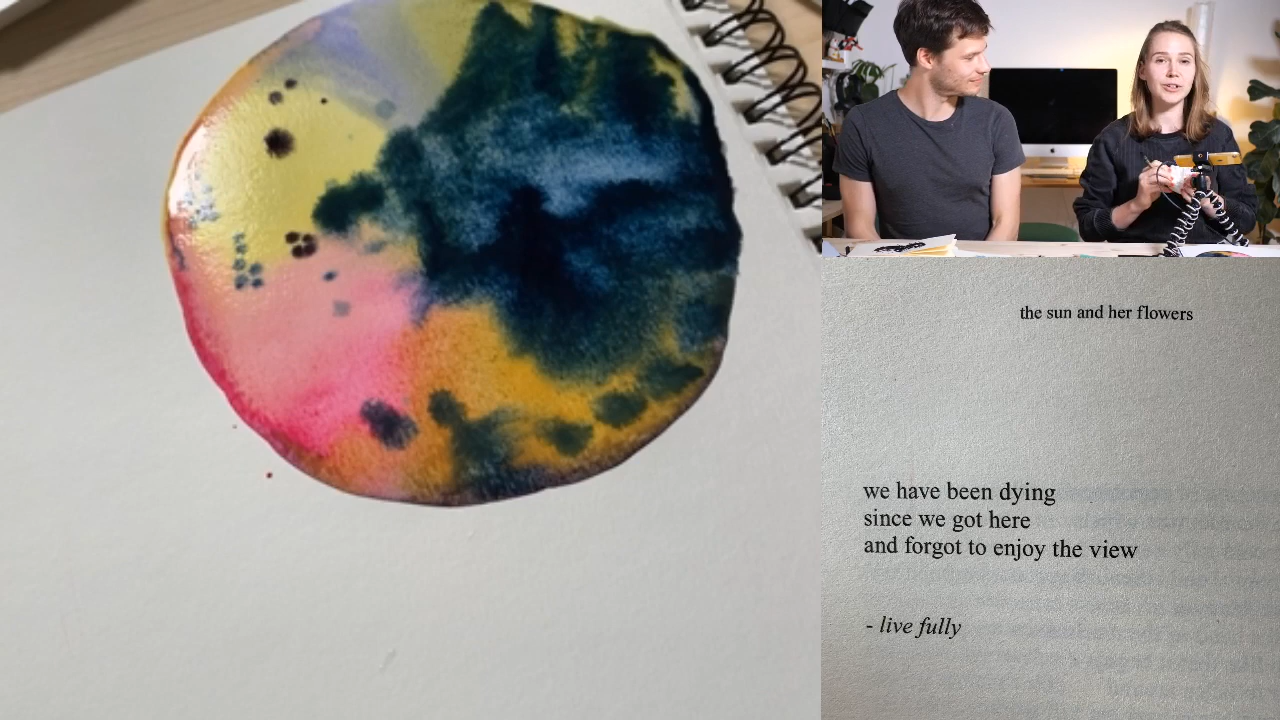 the sun and her flowers
we have been dying
since we got here
and forgot to enjoy the view
- live fully